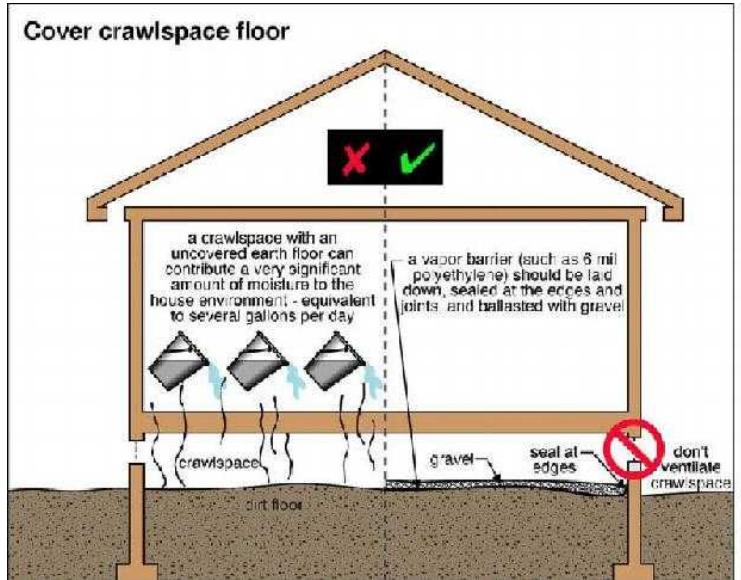 Cover crawlspace floor
a crawlspace with an
uncovered earth floor can
contribute a very significant
amount of moisture to the
house environment - equivalent
to several gallons per day
a vapor barrier (such as 6 mil
polyethylene) should be laid
down, sealed at the edges and
joints, and ballasted with gravel
crawlspace
gravel
seal at
edges
don't
ventilate
crawlspace
dirt floor